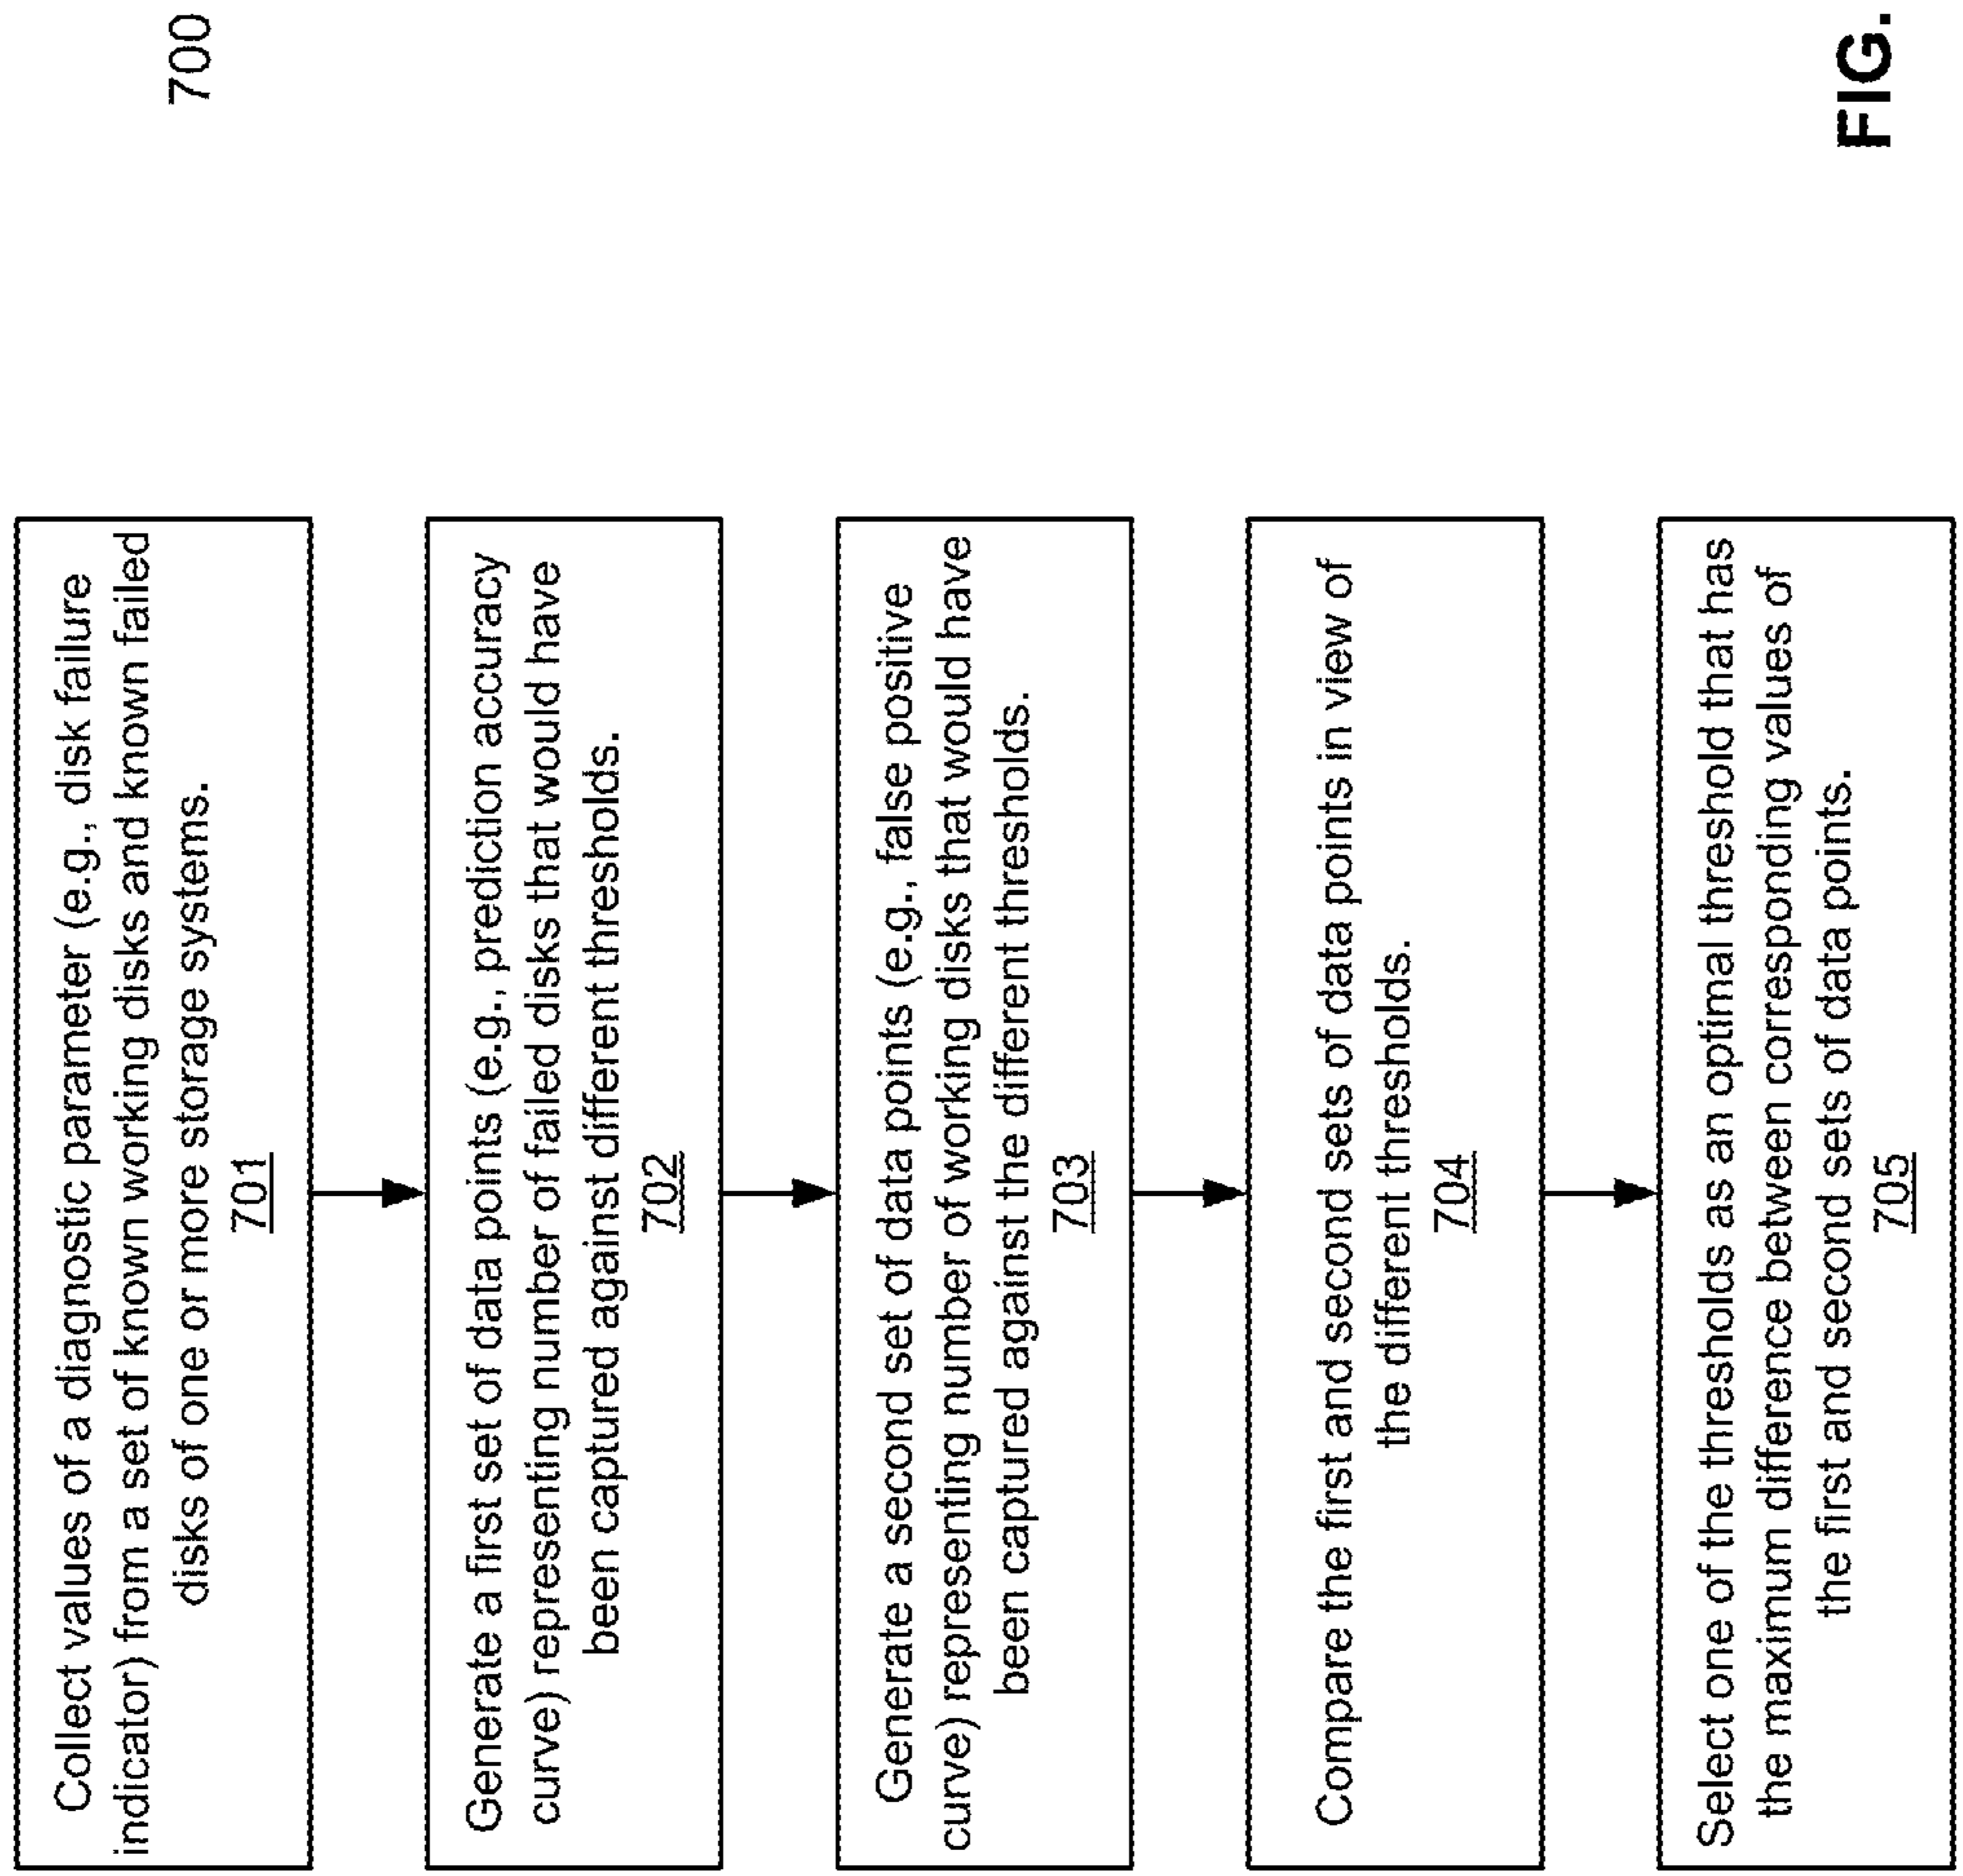 700
Collect values of a diagnostic parameter (e.g., disk failure
indicator) from a set of known working disks and known failed
disks of one or more storage systems.
701
Generate a first set of data points (e.g., prediction accuracy
curve) representing number of failed disks that would have
been captured against different thresholds.
702
Generate a second set of data points (e.g., false positive
curve) representing number of working disks that would have
been captured against the different thresholds.
703
Compare the first and second sets of data points in view of
the different thresholds.
704
Select one of the thresholds as an optimal threshold that has
the maximum difference between corresponding values of
the first and second sets of data points.
705
FIG.